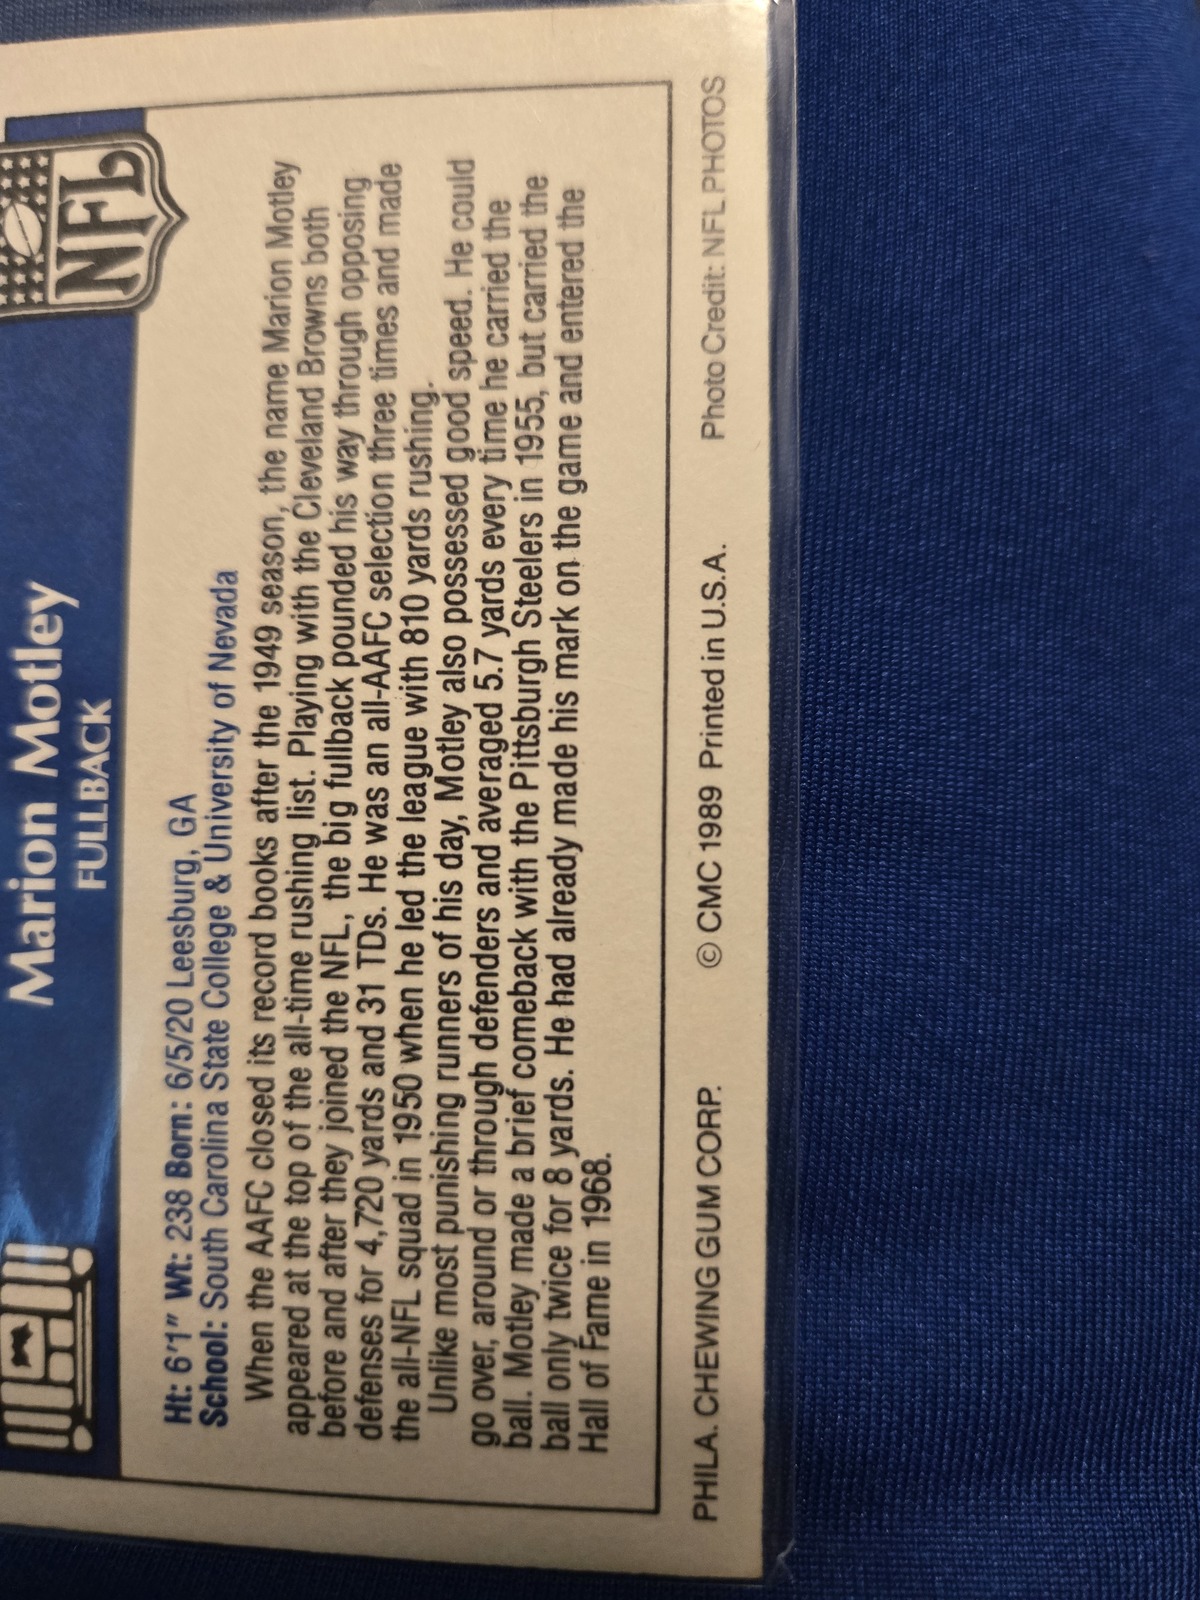 NFL
Marion Motley
FULLBACK
Ht: 6'1" Wt: 238 Born: 6/5/20 Leesburg, GA
School: South Carolina State College & University of Nevada
When the AAFC closed its record books after the 1949 season, the name Marion Motley
appeared at the top of the all-time rushing list. Playing with the Cleveland Browns both
before and after they joined the NFL, the big fullback pounded his way through opposing
defenses for 4,720 yards and 31 TDs. He was an all-AAFC selection three times and made
the all-NFL squad in 1950 when he led the league with 810 yards rushing.
Unlike most punishing runners of his day, Motley also possessed good speed. He could
go over, around or through defenders and averaged 5.7 yards every time he carried the
ball. Motley made a brief comeback with the Pittsburgh Steelers in 1955, but carried the
ball only twice for 8 yards. He had already made his mark on the game and entered the
Hall of Fame in 1968.
PHILA. CHEWING GUM CORP. © CMC 1989 Printed in U.S.A. Photo Credit: NFL PHOTOS